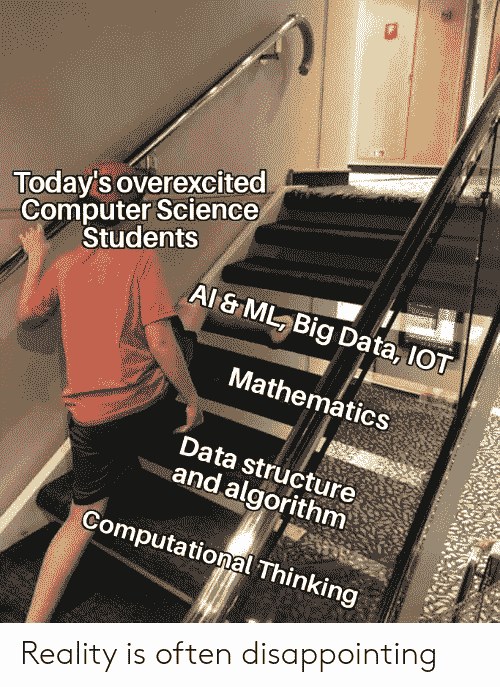 Today's overexcited
Computer Science
Students
AI & ML, Big Data, IOT
Mathematics
Data structure
and algorithm
Computational Thinking
Reality is often disappointing